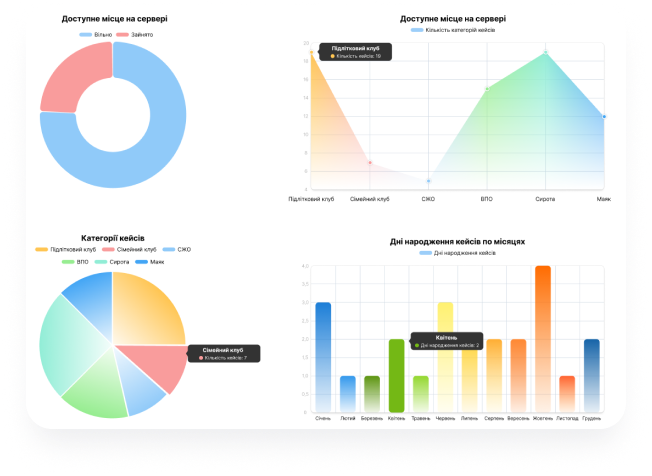 Доступне місце на сервері
Вільно Зайнято
Доступне місце на сервері
Кількість категорій кейсів
20
18
16
14
12
10
8
6
4
Підлітковий клуб
Кількість кейсів: 19
Підлітковий клуб Сімейний клуб СЖО ВПО Сирота Маяк
Категорії кейсів
Підлітковий клуб Сімейний клуб СЖО
ВПО Сирота Маяк
Сімейний клуб
Кількість кейсів: 7
Дні народження кейсів по місяцях
Дні народження кейсів
4,0
3,5
3,0
2,5
2,0
1,5
1,0
0,5
0
Квітень
Дні народження кейсів: 2
Січень Лютий Березень Квітень Травень Червень Липень Серпень Вересень Жовтень Листопад Грудень